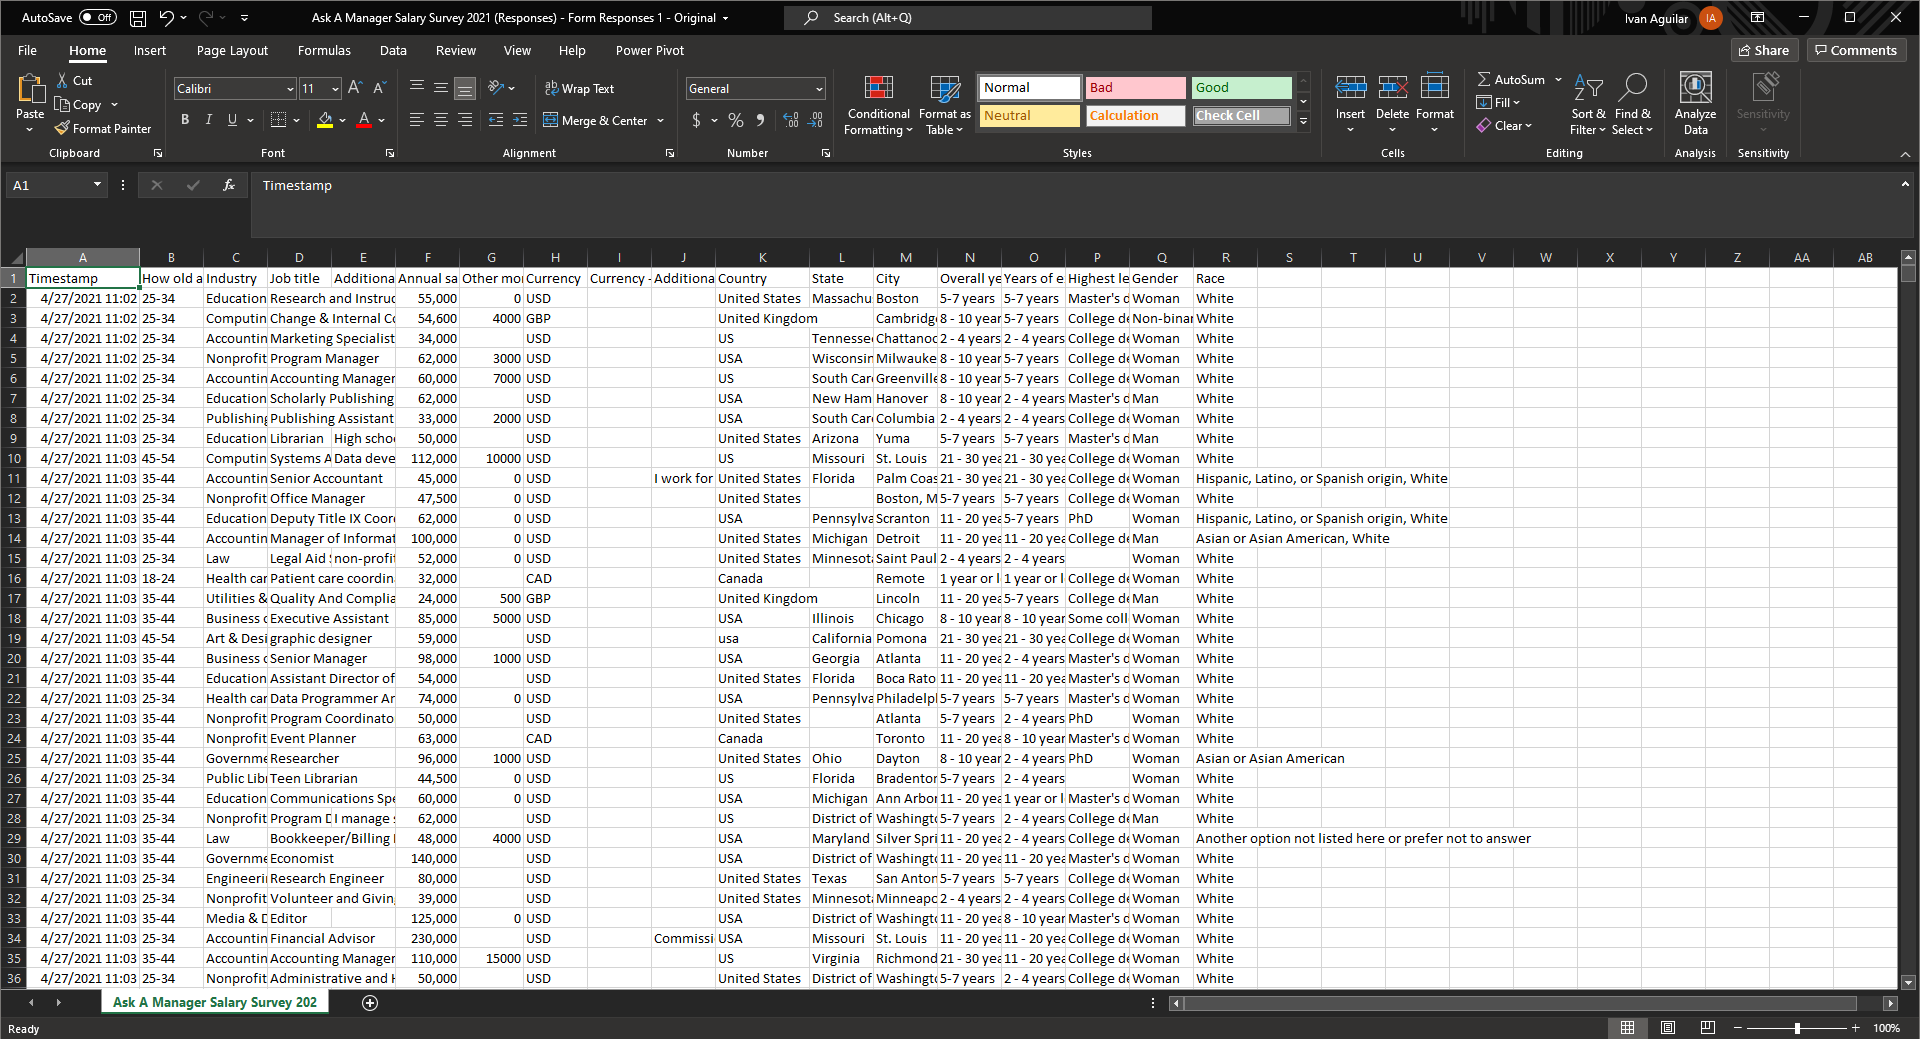 AutoSave Off Ask A Manager Salary Survey 2021 (Responses) - Form Responses 1 - Original Search (Alt+Q) Ivan Aguilar IA
File Home Insert Page Layout Formulas Data Review View Help Power Pivot Share Comments
Paste Cut Copy Format Painter Clipboard
Calibri 11 B I U Font
Wrap Text Merge & Center Alignment
General $ % Number
Conditional Formatting Format as Table Normal Bad Good Neutral Calculation Check Cell Styles
Insert Delete Format Cells
AutoSum Fill Clear Sort & Filter Find & Select Editing
Analyze Data Analysis
Sensitivity Sensitivity
A1 fx Timestamp
A B C D E F G H I J K L M N O P Q R S T U V W X Y Z AA AB
1 Timestamp How old a Industry Job title Additiona Annual sa Other mor Currency Currency - Additiona Country State City Overall ye Years of e Highest le Gender Race
2 4/27/2021 11:02 25-34 Education Research and Instruc 55,000 0 USD United States Massachu Boston 5-7 years 5-7 years Master's d Woman White
3 4/27/2021 11:02 25-34 Computin Change & Internal Co 54,600 4000 GBP United Kingdom Cambridge 8 - 10 year 5-7 years College de Non-binar White
4 4/27/2021 11:02 25-34 Accountin Marketing Specialist 34,000 USD US Tennesse Chattanoo 2 - 4 years 2 - 4 years College de Woman White
5 4/27/2021 11:02 25-34 Nonprofit Program Manager 62,000 3000 USD USA Wisconsin Milwauke 8 - 10 year 5-7 years College de Woman White
6 4/27/2021 11:02 25-34 Accountin Accounting Manager 60,000 7000 USD US South Car Greenville 8 - 10 year 5-7 years College de Woman White
7 4/27/2021 11:02 25-34 Education Scholarly Publishing 62,000 USD USA New Ham Hanover 8 - 10 year 2 - 4 years Master's d Man White
8 4/27/2021 11:02 25-34 Publishing Publishing Assistant 33,000 2000 USD USA South Car Columbia 2 - 4 years 2 - 4 years College de Woman White
9 4/27/2021 11:03 25-34 Education Librarian High schoo 50,000 USD United States Arizona Yuma 5-7 years 5-7 years Master's d Man White
10 4/27/2021 11:03 45-54 Computin Systems A Data deve 112,000 10000 USD US Missouri St. Louis 21 - 30 yea 21 - 30 yea College de Woman White
11 4/27/2021 11:03 35-44 Accountin Senior Accountant 45,000 0 USD I work for United States Florida Palm Coas 21 - 30 yea 21 - 30 yea College de Woman Hispanic, Latino, or Spanish origin, White
12 4/27/2021 11:03 25-34 Nonprofit Office Manager 47,500 0 USD United States Boston, M 5-7 years 5-7 years College de Woman White
13 4/27/2021 11:03 35-44 Education Deputy Title IX Coor 62,000 0 USD USA Pennsylva Scranton 11 - 20 yea 5-7 years PhD Woman Hispanic, Latino, or Spanish origin, White
14 4/27/2021 11:03 35-44 Accountin Manager of Informat 100,000 0 USD United States Michigan Detroit 11 - 20 yea 11 - 20 yea College de Man Asian or Asian American, White
15 4/27/2021 11:03 25-34 Law Legal Aid S non-profit 52,000 0 USD United States Minnesota Saint Paul 2 - 4 years 2 - 4 years Woman White
16 4/27/2021 11:03 18-24 Health car Patient care coordin 32,000 CAD Canada Remote 1 year or l 1 year or l College de Woman White
17 4/27/2021 11:03 35-44 Utilities & Quality And Complia 24,000 500 GBP United Kingdom Lincoln 11 - 20 yea 5-7 years College de Man White
18 4/27/2021 11:03 35-44 Business o Executive Assistant 85,000 5000 USD USA Illinois Chicago 8 - 10 year 8 - 10 year Some coll Woman White
19 4/27/2021 11:03 45-54 Art & Desi graphic designer 59,000 USD usa California Pomona 21 - 30 yea 21 - 30 yea College de Woman White
20 4/27/2021 11:03 35-44 Business o Senior Manager 98,000 1000 USD USA Georgia Atlanta 11 - 20 yea 2 - 4 years Master's d Woman White
21 4/27/2021 11:03 35-44 Education Assistant Director of 54,000 USD United States Florida Boca Rato 11 - 20 yea 11 - 20 yea Master's d Woman White
22 4/27/2021 11:03 25-34 Health car Data Programmer An 74,000 0 USD USA Pennsylva Philadelph 5-7 years 5-7 years Master's d Woman White
23 4/27/2021 11:03 35-44 Nonprofit Program Coordinato 50,000 USD United States Atlanta 5-7 years 2 - 4 years PhD Woman White
24 4/27/2021 11:03 35-44 Nonprofit Event Planner 63,000 CAD Canada Toronto 11 - 20 yea 8 - 10 year Master's d Woman White
25 4/27/2021 11:03 35-44 Governme Researcher 96,000 1000 USD United States Ohio Dayton 8 - 10 year 2 - 4 years PhD Woman Asian or Asian American
26 4/27/2021 11:03 25-34 Public Libr Teen Librarian 44,500 0 USD US Florida Bradenton 5-7 years 2 - 4 years Woman White
27 4/27/2021 11:03 35-44 Education Communications Spe 60,000 0 USD USA Michigan Ann Arbor 11 - 20 yea 1 year or l Master's d Woman White
28 4/27/2021 11:03 25-34 Nonprofit Program D I manage s 62,000 USD US District of Washingto 5-7 years 2 - 4 years College de Man White
29 4/27/2021 11:03 35-44 Law Bookkeeper/Billing 48,000 4000 USD USA Maryland Silver Spri 11 - 20 yea 2 - 4 years College de Woman Another option not listed here or prefer not to answer
30 4/27/2021 11:03 35-44 Governme Economist 140,000 USD USA District of Washingto 11 - 20 yea 11 - 20 yea Master's d Woman White
31 4/27/2021 11:03 25-34 Engineerin Research Engineer 80,000 USD United States Texas San Anton 5-7 years 5-7 years College de Woman White
32 4/27/2021 11:03 25-34 Nonprofit Volunteer and Giving 39,000 USD United States Minnesota Minneapo 2 - 4 years 2 - 4 years College de Woman White
33 4/27/2021 11:03 35-44 Media & D Editor 125,000 0 USD USA District of Washingto 11 - 20 yea 8 - 10 year Master's d Woman White
34 4/27/2021 11:03 25-34 Accountin Financial Advisor 230,000 USD Commissi USA Missouri St. Louis 11 - 20 yea 11 - 20 yea College de Woman White
35 4/27/2021 11:03 35-44 Accountin Accounting Manager 110,000 15000 USD US Virginia Richmond 21 - 30 yea 11 - 20 yea College de Woman White
36 4/27/2021 11:03 25-34 Nonprofit Administrative and H 50,000 USD United States District of Washingto 5-7 years 2 - 4 years College de Woman White
Ask A Manager Salary Survey 202
Ready 100%